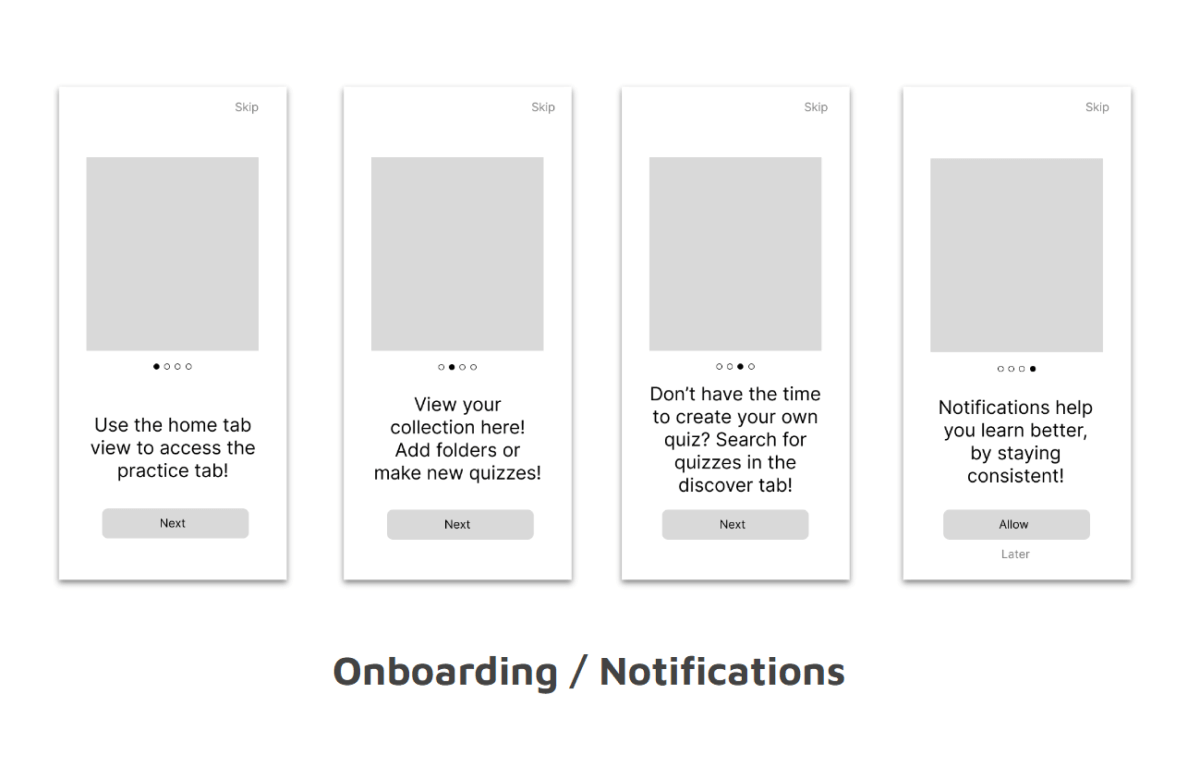 Skip
Use the home tab
view to access the
practice tab!
Next
Skip
View your
collection here!
Add folders or
make new quizzes!
Next
Skip
Don't have the time
to create your own
quiz? Search for
quizzes in the
discover tab!
Next
Skip
Notifications help
you learn better,
by staying
consistent!
Allow
Later
Onboarding / Notifications